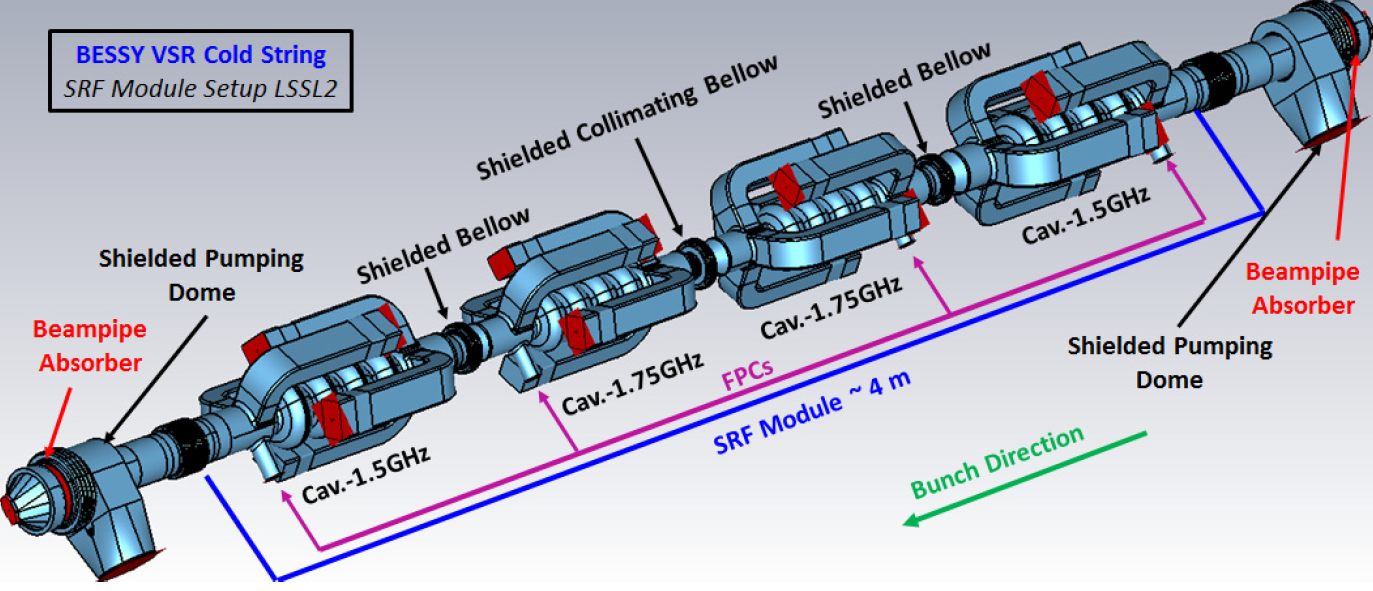 BESSY VSR Cold String
SRF Module Setup LSSL2
Shielded Bellow
Shielded Collimating Bellow
Shielded Bellow
Shielded Pumping
Dome
Beampipe
Absorber
Cav.-1.5GHz
Cav.-1.75GHz
Cav.-1.75GHz
Cav.-1.5GHz
FPCs
SRF Module ~ 4 m
Bunch Direction
Beampipe
Absorber
Shielded Pumping
Dome